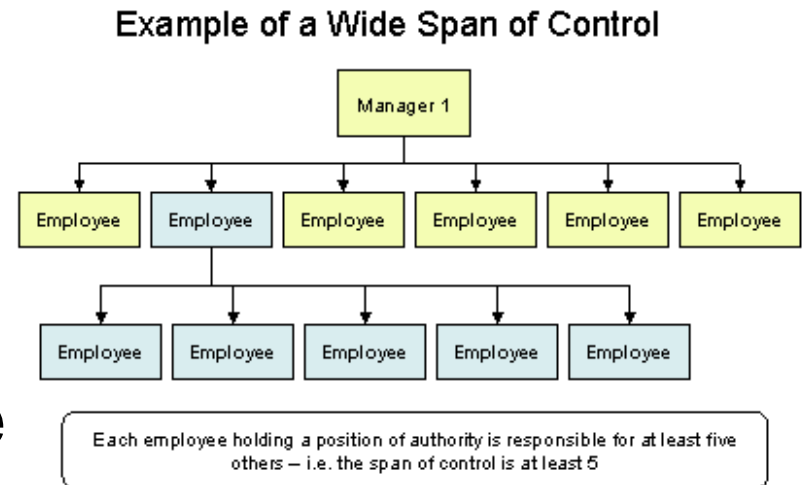 Example of a Wide Span of Control
Manager 1
Employee Employee Employee Employee Employee Employee
Employee Employee Employee Employee Employee
e
Each employee holding a position of authority is responsible for at least five
others – i.e. the span of control is at least 5